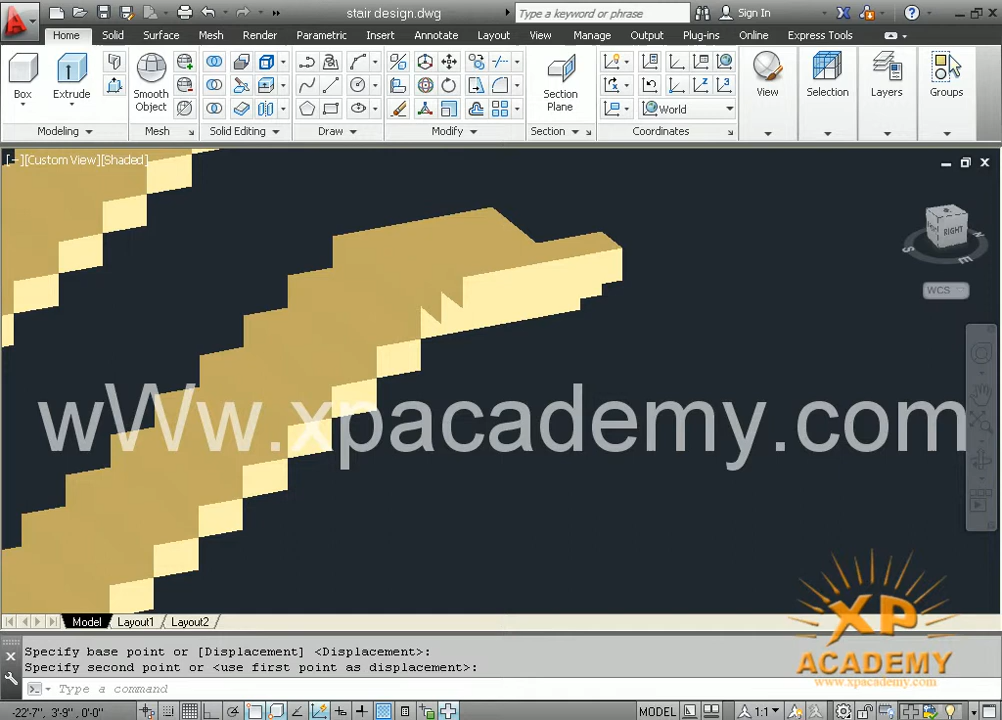 stair design.dwg
Type a keyword or phrase
Sign In
Home Solid Surface Mesh Render Parametric Insert Annotate Layout View Manage Output Plug-ins Online Express Tools
Box
Extrude
Smooth Object
Section Plane
World
View
Selection
Layers
Groups
Modeling
Mesh
Solid Editing
Draw
Modify
Section
Coordinates
[-][Custom View][Shaded]
RIGHT
S
E
N
WCS
wWw.xpacademy.com
XP
ACADEMY
www.xpacademy.com
Model Layout1 Layout2
Specify base point or [Displacement] <Displacement>:
Specify second point or <use first point as displacement>:
Type a command
-22'-7", 3'-9", 0'-0"
MODEL
1:1